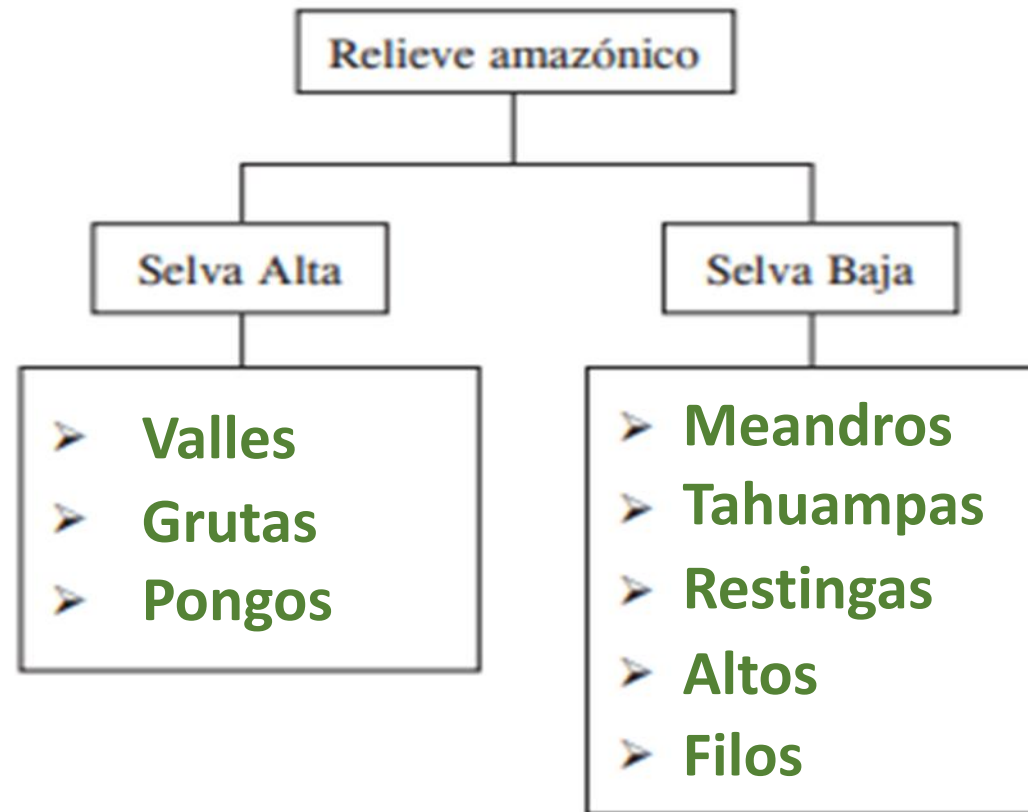 Relieve amazónico
Selva Alta
Valles
Grutas
Pongos
Selva Baja
Meandros
Tahuampas
Restingas
Altos
Filos